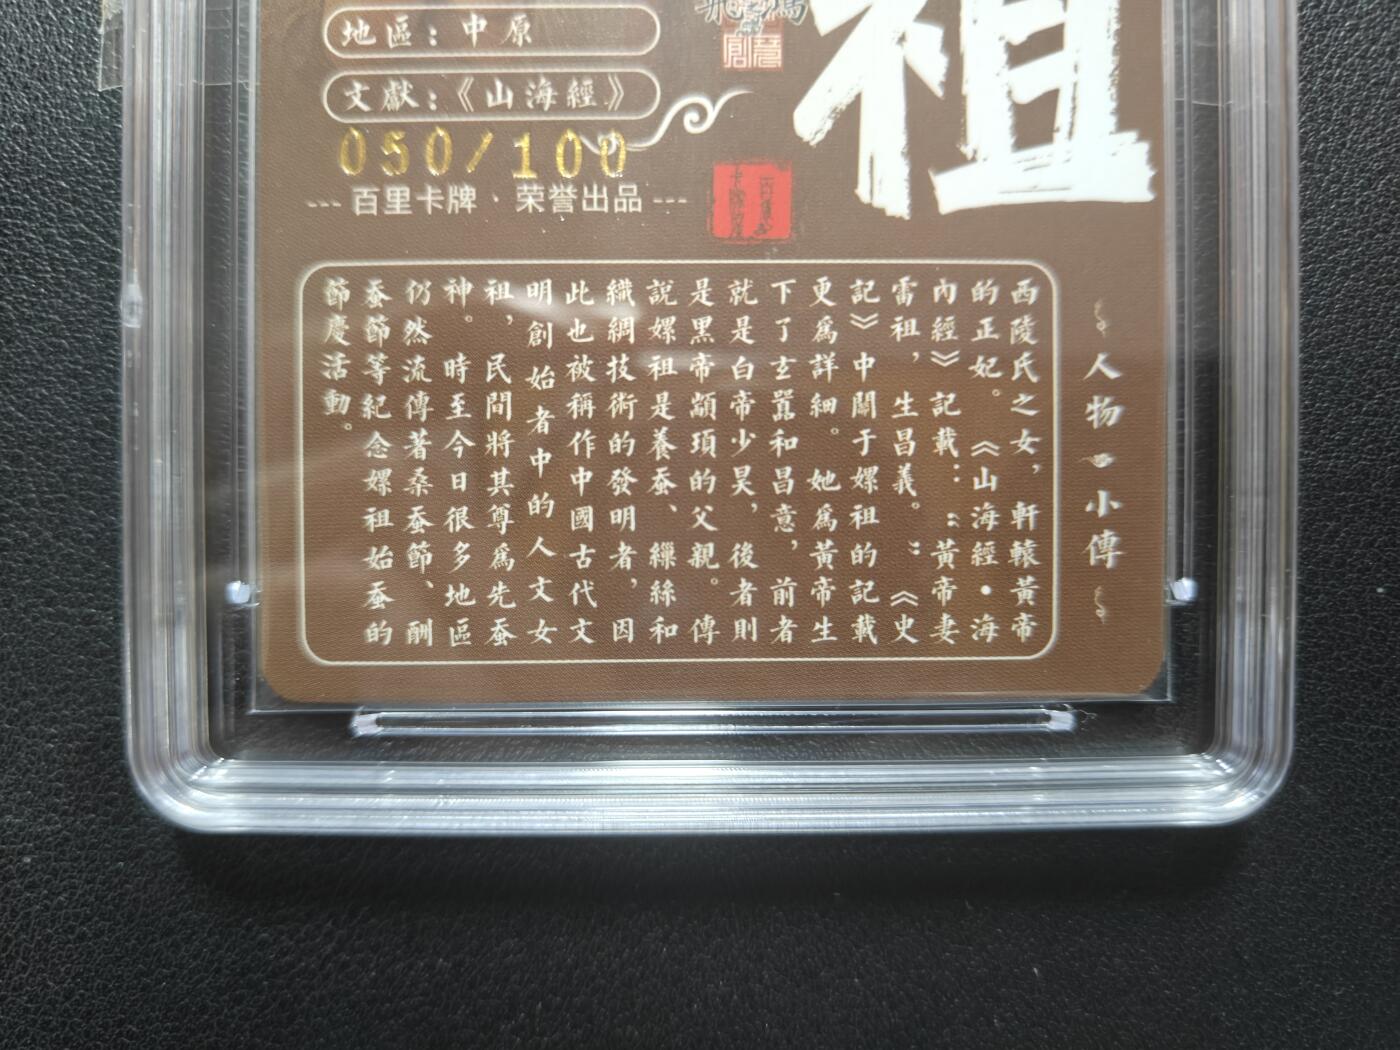 地區：中原
文獻：《山海經》
050/100
--- 百里卡牌、荣誉出品 ---
祖
創意
人物小傳
西陵氏之女，軒轅黃帝
的正妃。《山海經•海
內經》記載：“黃帝妻
雷祖，生昌義。”《史
記》中關于嫘祖的記載
更爲詳細。她爲黃帝生
下了玄囂和昌意，前者
就是白帝少昊，後者則
是黑帝顓頊的父親。傳
說嫘祖是養蚕、繅絲和
織綢技術的發明者，因
此也被稱作中國古代文
明創始者中的人文女
祖，民間將其尊爲先蚕
神。時至今日很多地區
仍然流傳著桑蚕節、酬
蚕節等紀念嫘祖始蚕的
節慶活動。